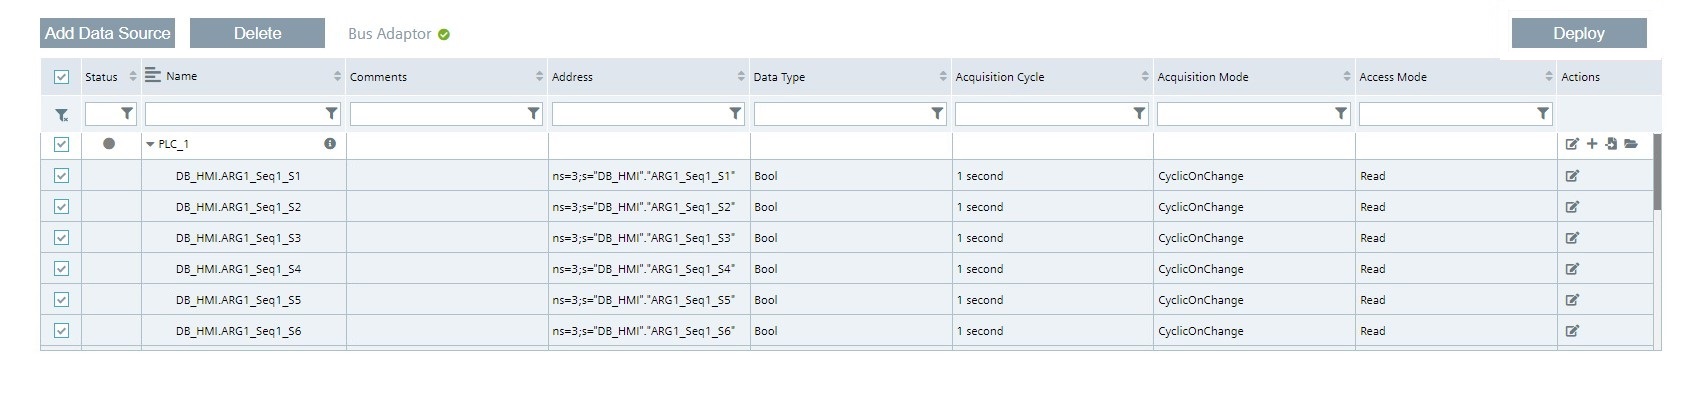 Add Data Source Delete Bus Adaptor Deploy
Status Name Comments Address Data Type Acquisition Cycle Acquisition Mode Access Mode Actions
PLC_1
DB_HMI.ARG1_Seq1_S1 ns=3;s="DB_HMI"."ARG1_Seq1_S1" Bool 1 second CyclicOnChange Read
DB_HMI.ARG1_Seq1_S2 ns=3;s="DB_HMI"."ARG1_Seq1_S2" Bool 1 second CyclicOnChange Read
DB_HMI.ARG1_Seq1_S3 ns=3;s="DB_HMI"."ARG1_Seq1_S3" Bool 1 second CyclicOnChange Read
DB_HMI.ARG1_Seq1_S4 ns=3;s="DB_HMI"."ARG1_Seq1_S4" Bool 1 second CyclicOnChange Read
DB_HMI.ARG1_Seq1_S5 ns=3;s="DB_HMI"."ARG1_Seq1_S5" Bool 1 second CyclicOnChange Read
DB_HMI.ARG1_Seq1_S6 ns=3;s="DB_HMI"."ARG1_Seq1_S6" Bool 1 second CyclicOnChange Read